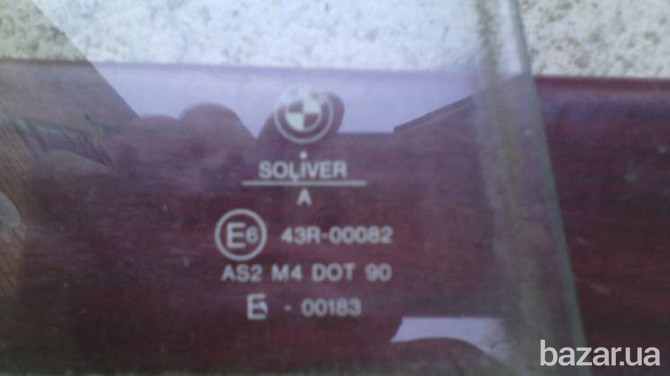 SOLIVER
A
E6 43R-00082
AS2 M4 DOT 90
E - 00183
bazar.ua